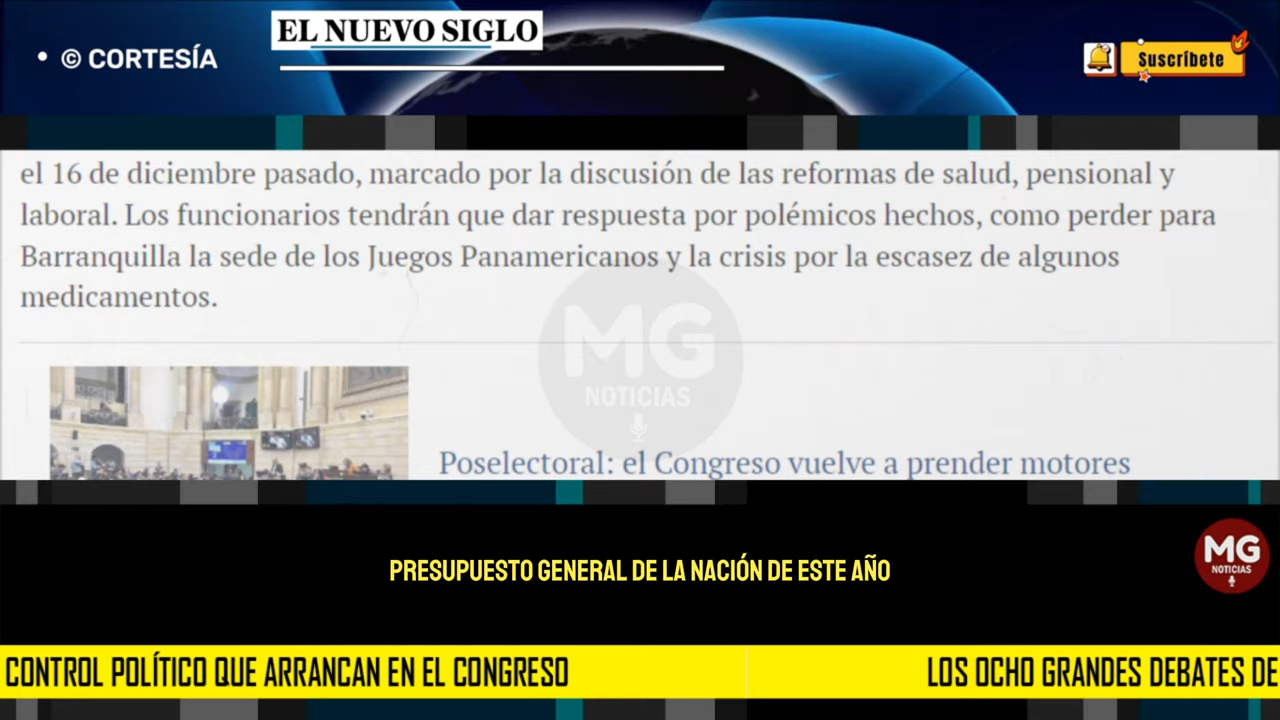 EL NUEVO SIGLO
• © CORTESÍA
Suscríbete
el 16 de diciembre pasado, marcado por la discusión de las reformas de salud, pensional y
laboral. Los funcionarios tendrán que dar respuesta por polémicos hechos, como perder para
Barranquilla la sede de los Juegos Panamericanos y la crisis por la escasez de algunos
medicamentos.
MG
NOTICIAS
Poselectoral: el Congreso vuelve a prender motores
PRESUPUESTO GENERAL DE LA NACIÓN DE ESTE AÑO
MG
NOTICIAS
CONTROL POLÍTICO QUE ARRANCAN EN EL CONGRESO
LOS OCHO GRANDES DEBATES DE